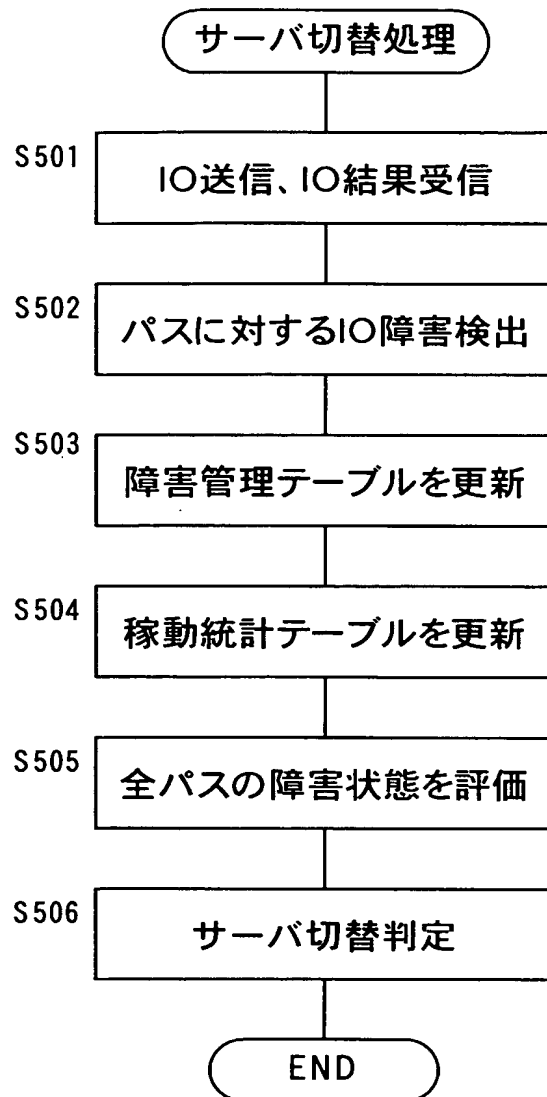 サーバ切替処理
S501
IO送信、IO結果受信
S502
パスに対するIO障害検出
S503
障害管理テーブルを更新
S504
稼動統計テーブルを更新
S505
全パスの障害状態を評価
S506
サーバ切替判定
END